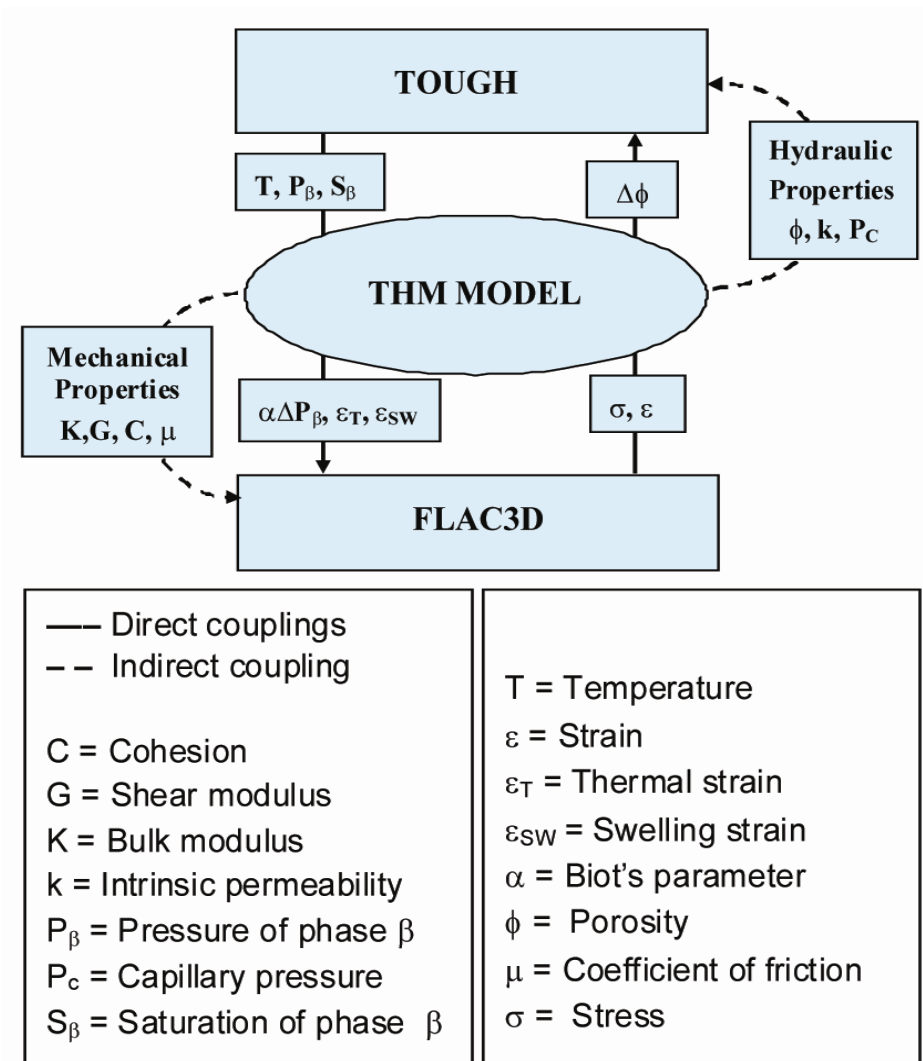 TOUGH
T, Pβ, Sβ
Δϕ
Hydraulic
Properties
ϕ, k, PC
THM MODEL
Mechanical
Properties
K,G, C, μ
αΔPβ, εT, εSW
σ, ε
FLAC3D
Direct couplings
Indirect coupling
C = Cohesion
G = Shear modulus
K = Bulk modulus
k = Intrinsic permeability
Pβ = Pressure of phase β
Pc = Capillary pressure
Sβ = Saturation of phase β
T = Temperature
ε = Strain
εT = Thermal strain
εSW = Swelling strain
α = Biot's parameter
ϕ = Porosity
μ = Coefficient of friction
σ = Stress